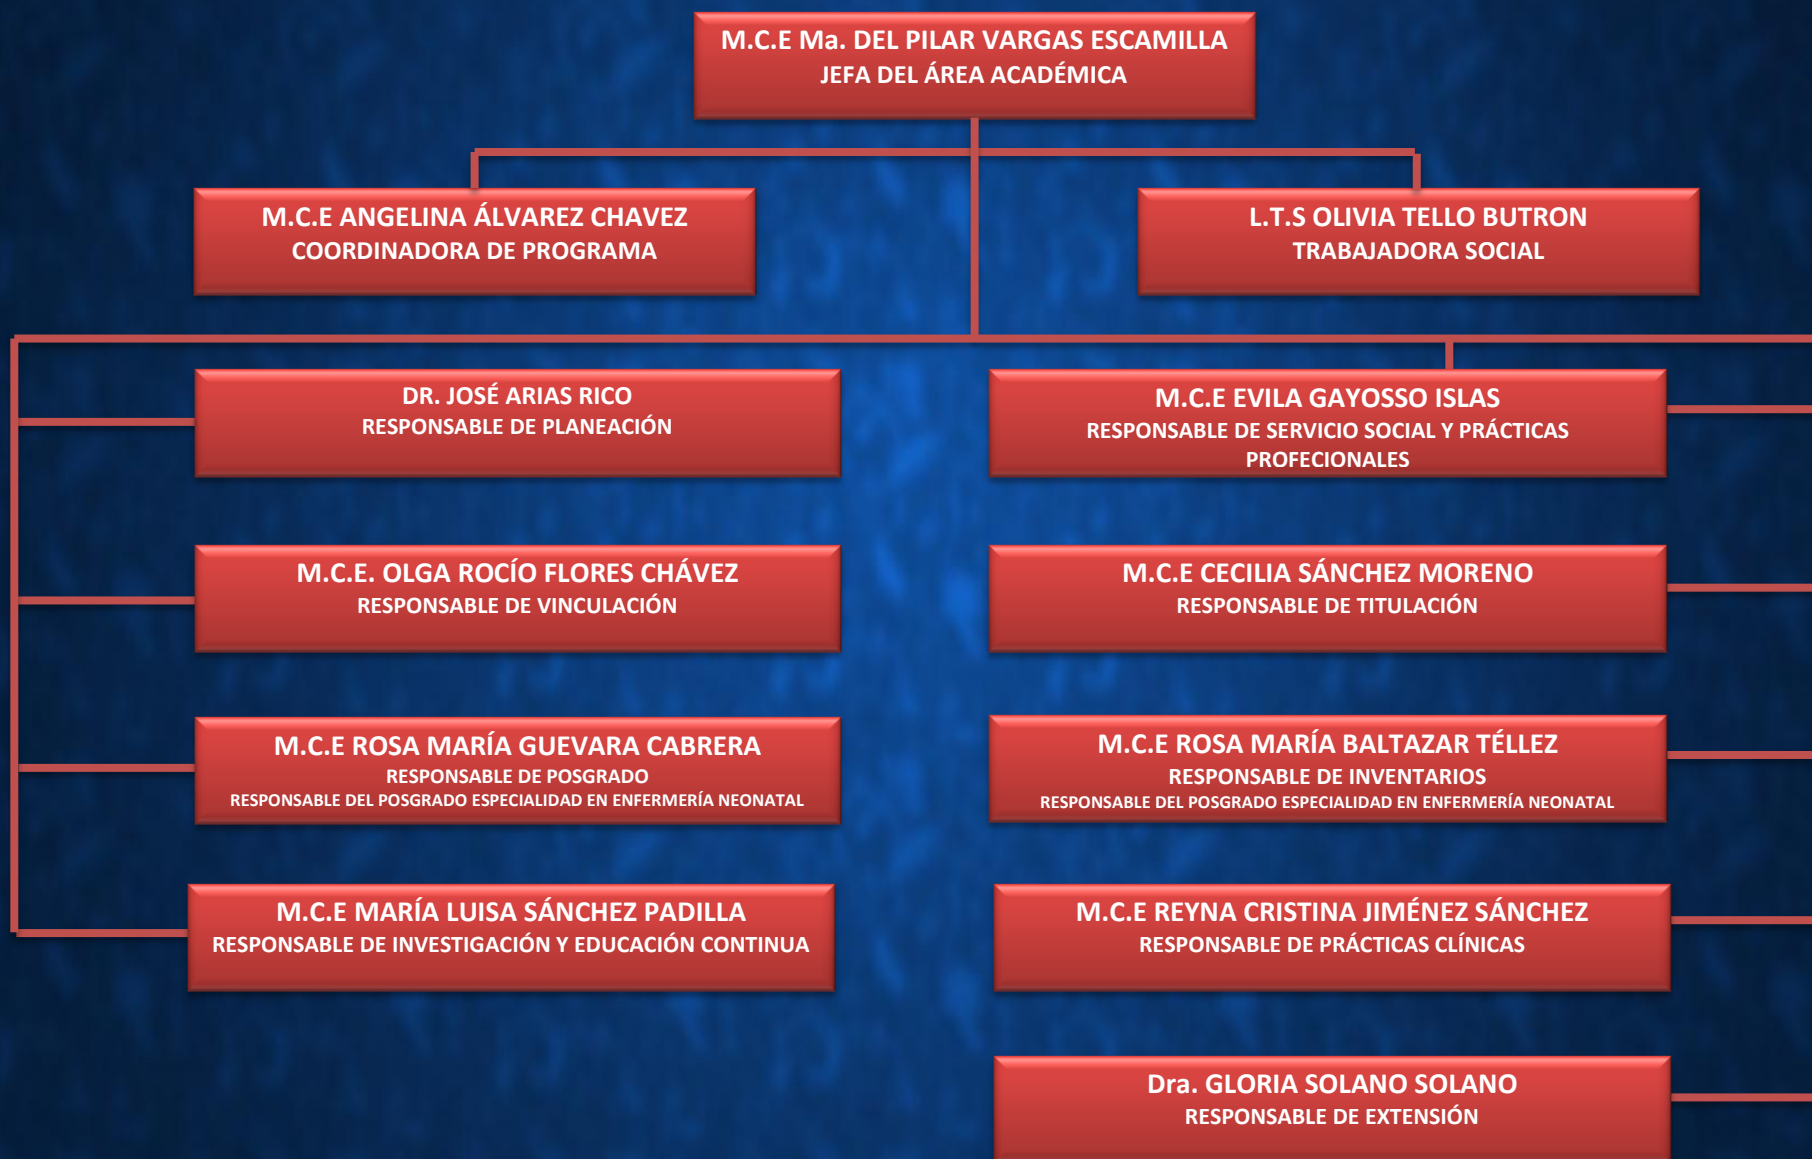 M.C.E Ma. DEL PILAR VARGAS ESCAMILLA
JEFA DEL ÁREA ACADÉMICA
M.C.E ANGELINA ÁLVAREZ CHAVEZ
COORDINADORA DE PROGRAMA
L.T.S OLIVIA TELLO BUTRON
TRABAJADORA SOCIAL
DR. JOSÉ ARIAS RICO
RESPONSABLE DE PLANEACIÓN
M.C.E EVILA GAYOSSO ISLAS
RESPONSABLE DE SERVICIO SOCIAL Y PRÁCTICAS
PROFECIONALES
M.C.E. OLGA ROCÍO FLORES CHÁVEZ
RESPONSABLE DE VINCULACIÓN
M.C.E CECILIA SÁNCHEZ MORENO
RESPONSABLE DE TITULACIÓN
M.C.E ROSA MARÍA GUEVARA CABRERA
RESPONSABLE DE POSGRADO
RESPONSABLE DEL POSGRADO ESPECIALIDAD EN ENFERMERÍA NEONATAL
M.C.E ROSA MARÍA BALTAZAR TÉLLEZ
RESPONSABLE DE INVENTARIOS
RESPONSABLE DEL POSGRADO ESPECIALIDAD EN ENFERMERÍA NEONATAL
M.C.E MARÍA LUISA SÁNCHEZ PADILLA
RESPONSABLE DE INVESTIGACIÓN Y EDUCACIÓN CONTINUA
M.C.E REYNA CRISTINA JIMÉNEZ SÁNCHEZ
RESPONSABLE DE PRÁCTICAS CLÍNICAS
Dra. GLORIA SOLANO SOLANO
RESPONSABLE DE EXTENSIÓN